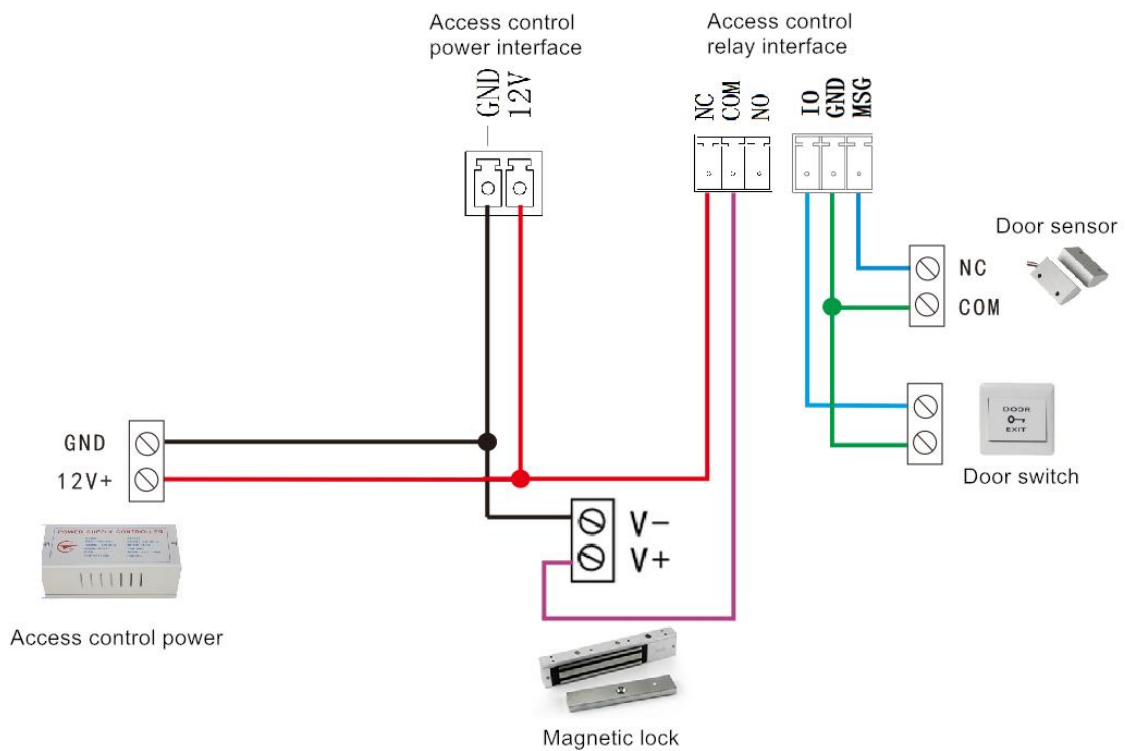 Access control
power interface
Access control
relay interface
GND
12V
NC
COM
NO
IO
GND
MSG
Door sensor
NC
COM
DOOR
EXIT
Door switch
GND
12V+
V-
V+
POWER SUPPLY CONTROLLER
Access control power
Magnetic lock